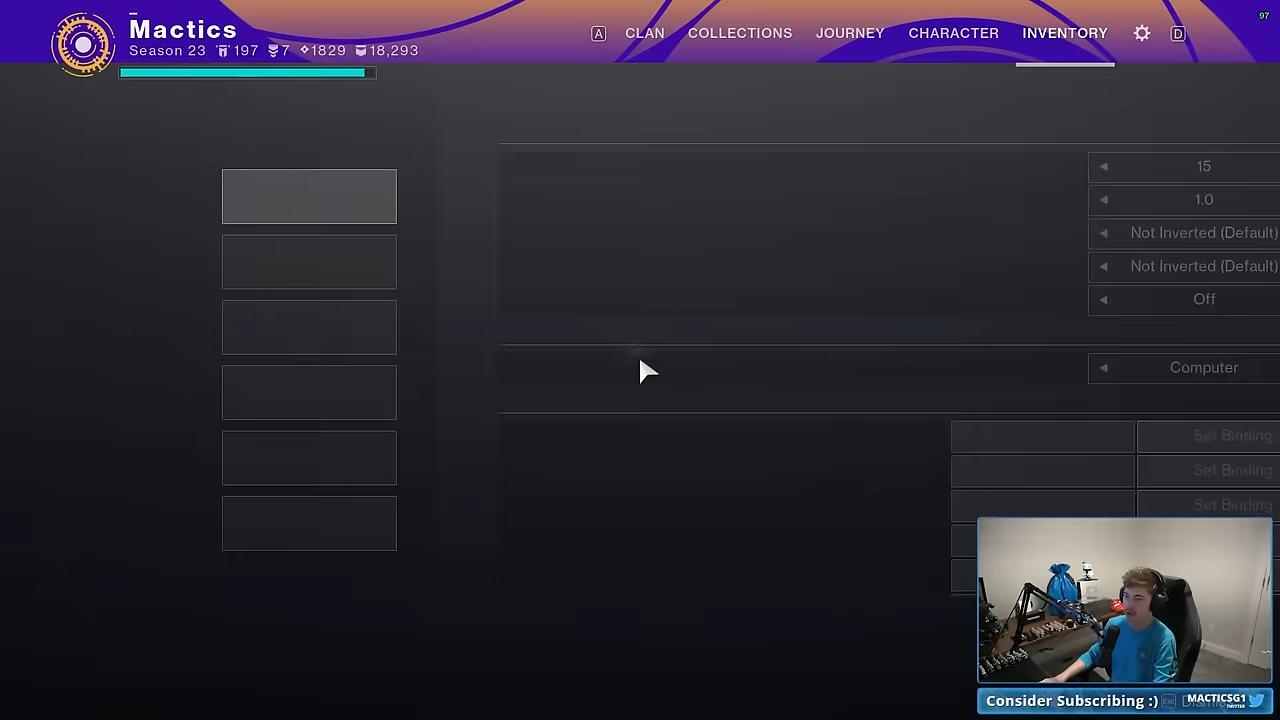 97
Mactics
Season 23 197 7 1829 18,293
A CLAN COLLECTIONS JOURNEY CHARACTER INVENTORY D
15
1.0
Not Inverted (Default)
Not Inverted (Default)
Off
Computer
Set Binding
Set Binding
Set Binding
Consider Subscribing :)
MACTICSG1
TWITTER